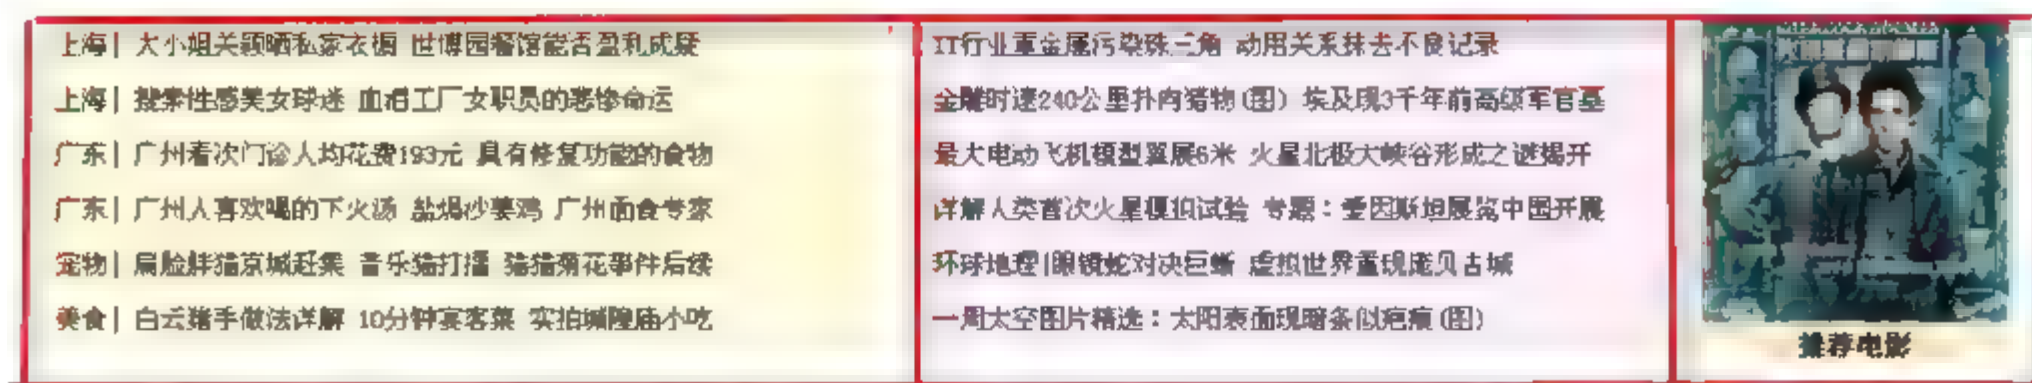 上海| 大小姐关颖晒私家衣橱 世博园餐馆能否盈利成疑
上海| 搜索性感美女球迷 血泪工厂女职员的悲惨命运
广东| 广州看次门诊人均花费193元 具有修复功能的食物
广东| 广州人喜欢喝的下火汤 盐焗沙姜鸡 广州面食专家
宠物| 扁脸胖猫京城赶集 音乐猫打擂 猫猫菊花事件后续
美食| 白云猪手做法详解 10分钟宴客菜 实拍城隍庙小吃
IT行业重金属污染珠三角 动用关系抹去不良记录
金雕时速240公里扑向猎物(图) 埃及现3千年前高级军官墓
最大电动飞机模型翼展6米 火星北极大峡谷形成之谜揭开
详解人类首次火星模拟试验 专题：爱因斯坦展览中国开展
环球地理|眼镜蛇对决巨蜥 虚拟世界重现庞贝古城
一周太空图片精选：太阳表面现暗条似疤痕(图)
推荐电影